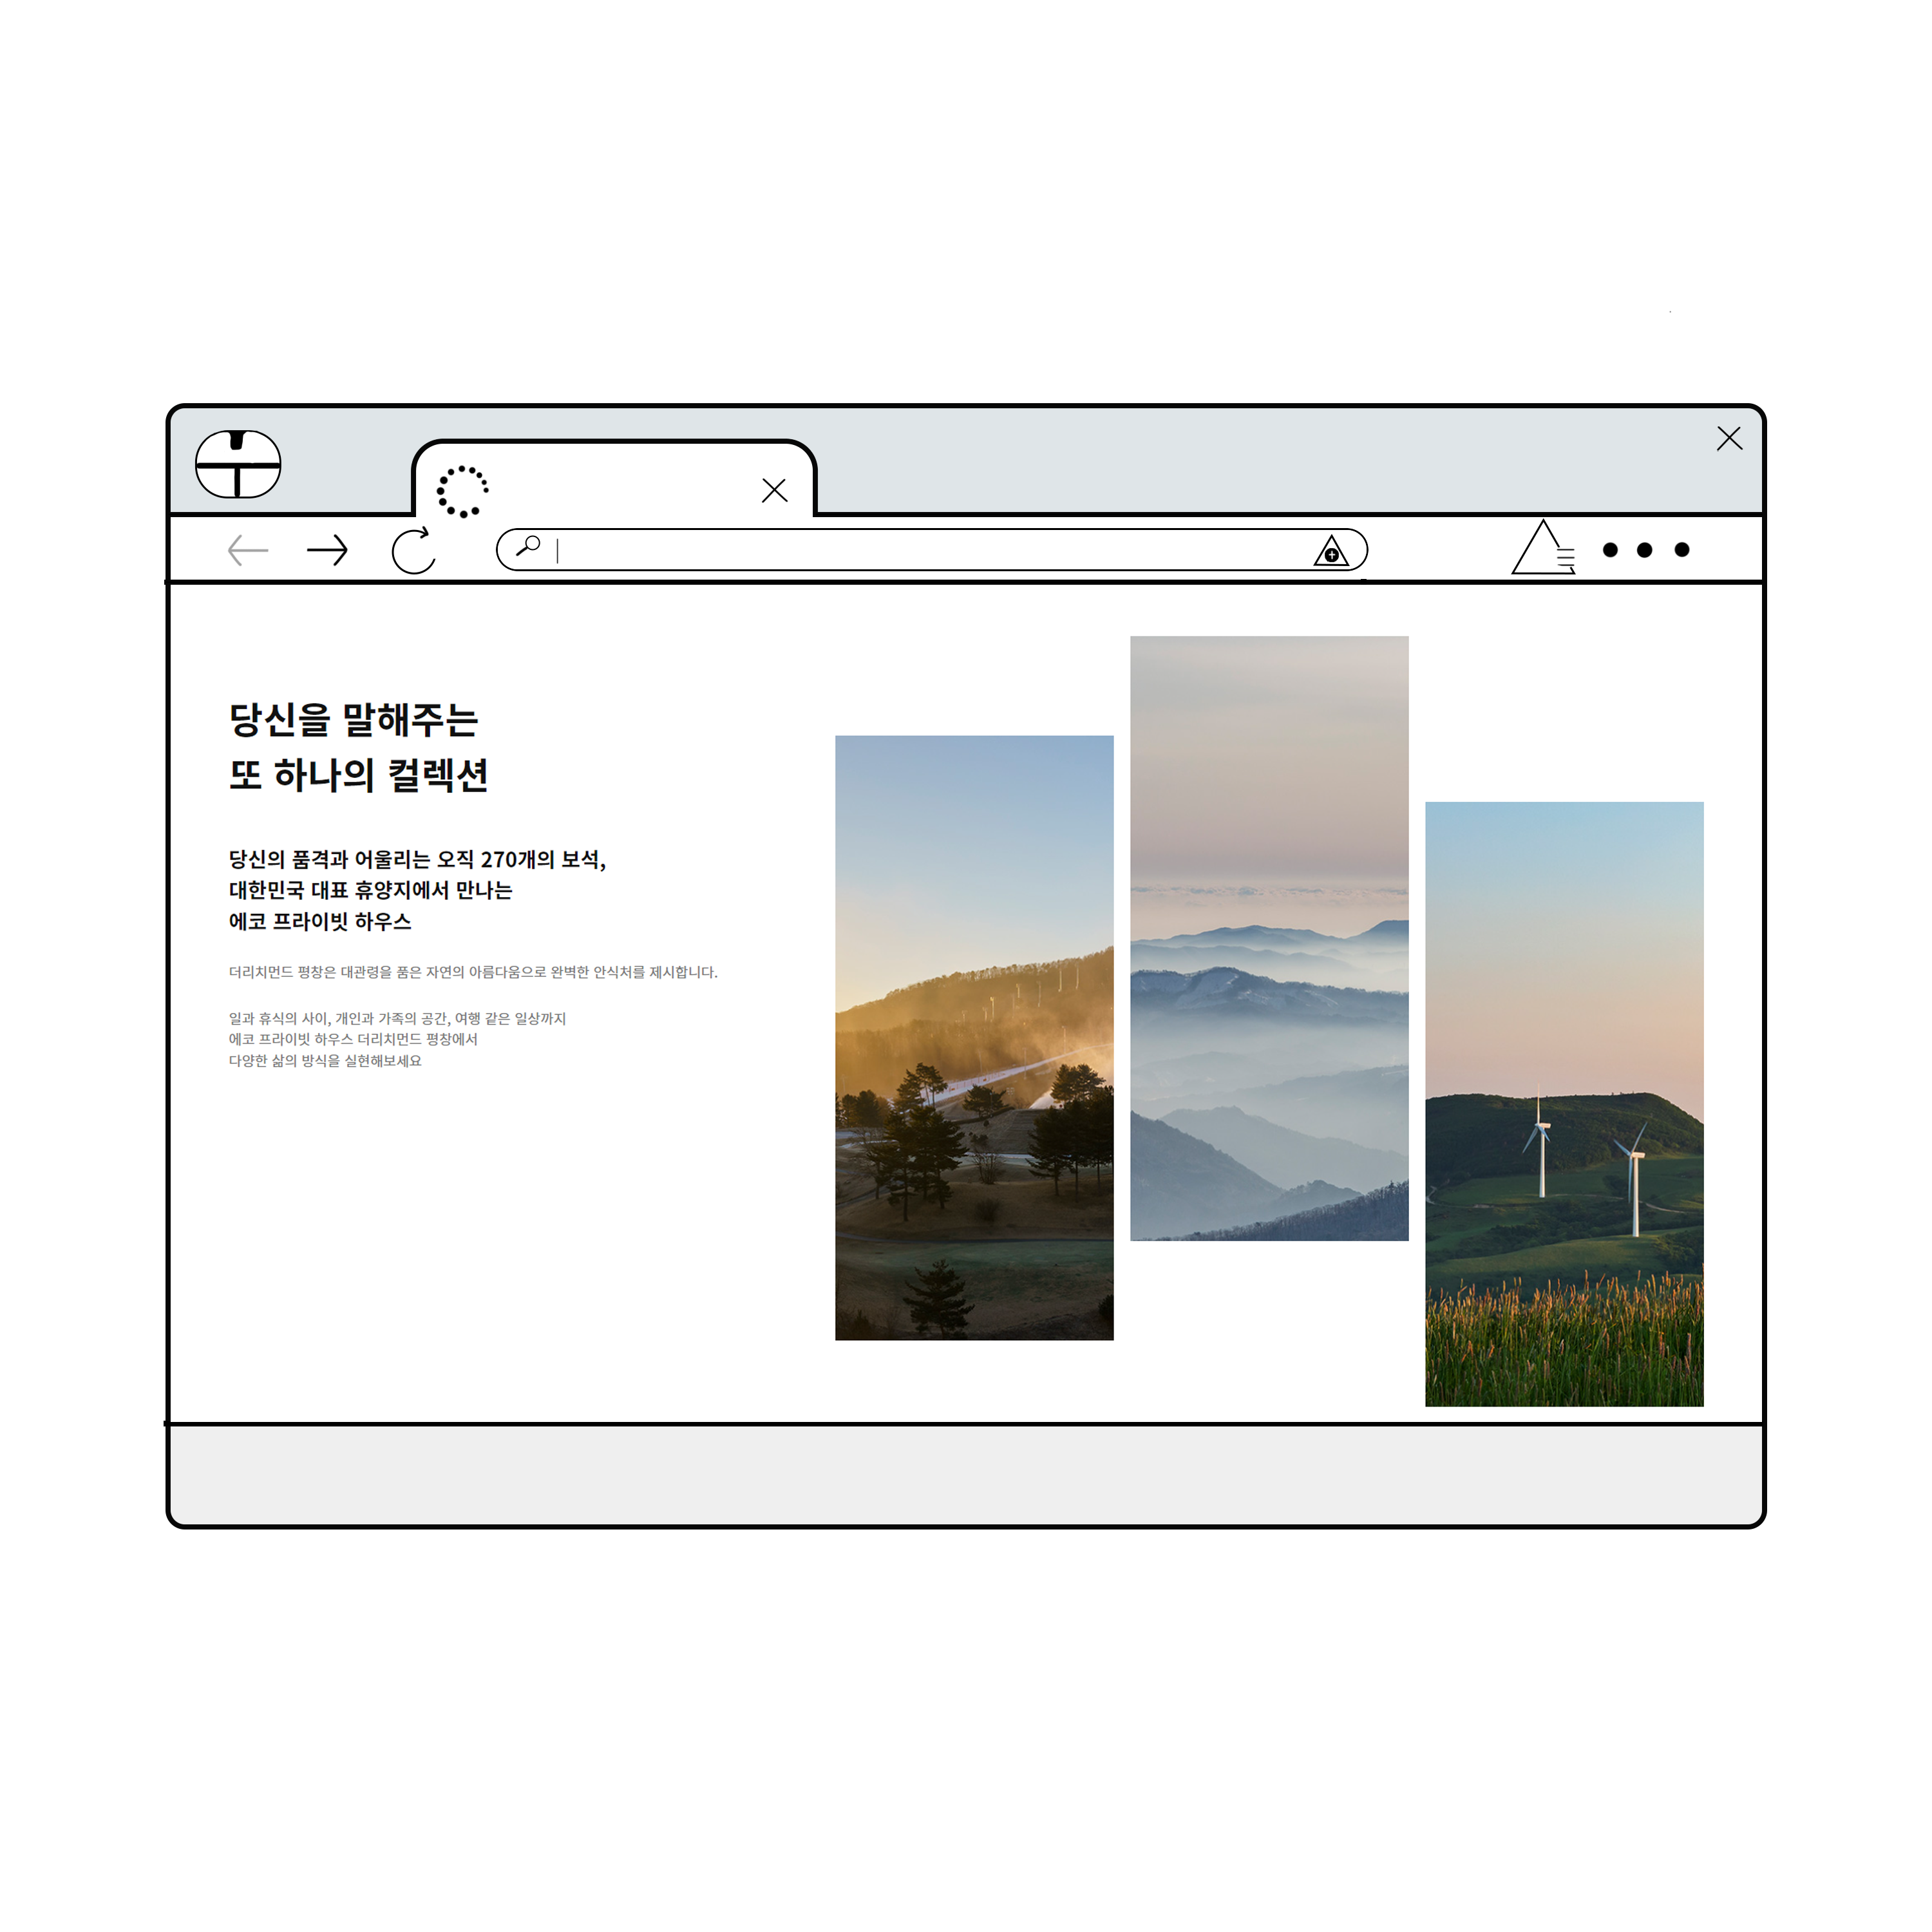 당신을 말해주는
또 하나의 컬렉션
당신의 품격과 어울리는 오직 270개의 보석,
대한민국 대표 휴양지에서 만나는
에코 프라이빗 하우스
더리치먼드 평창은 대관령을 품은 자연의 아름다움으로 완벽한 안식처를 제시합니다.
일과 휴식의 사이, 개인과 가족의 공간, 여행 같은 일상까지
에코 프라이빗 하우스 더리치먼드 평창에서
다양한 삶의 방식을 실현해보세요